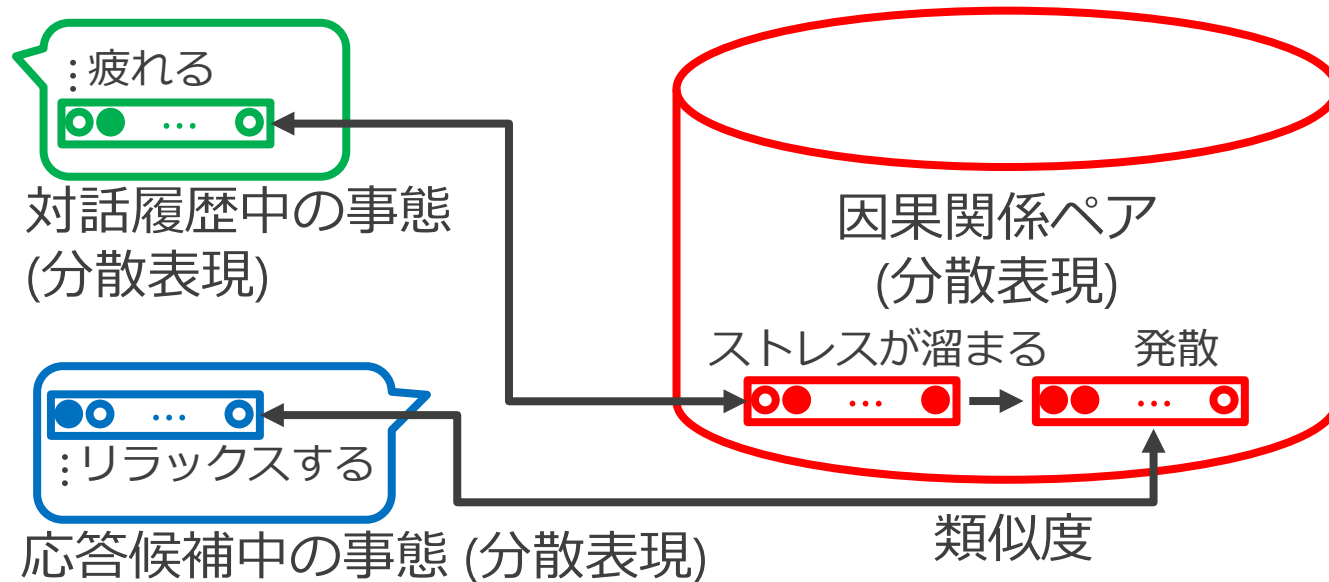 疲れる
…
対話履歴中の事態
(分散表現)
因果関係ペア
(分散表現)
ストレスが溜まる
発散
…
…
…
リラックスする
応答候補中の事態 (分散表現)
類似度